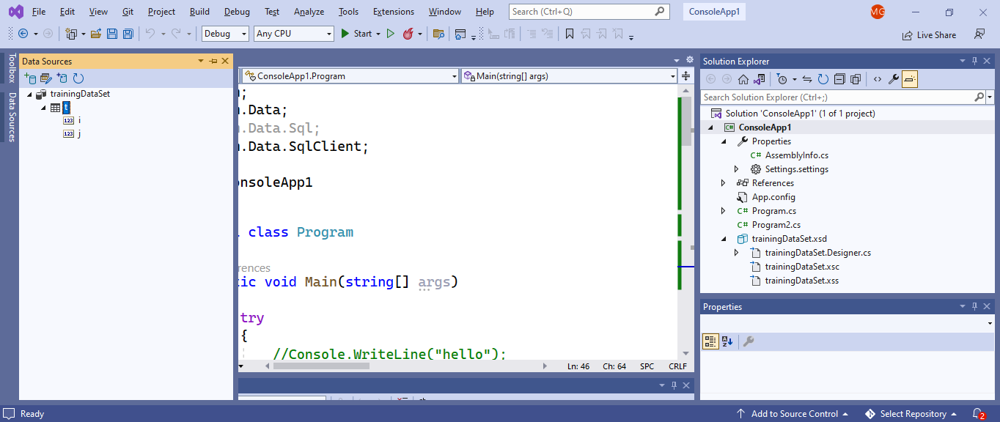 File Edit View Git Project Build Debug Test Analyze Tools Extensions Window Help Search (Ctrl+Q) ConsoleApp1 MG
Debug Any CPU Start Live Share
Toolbox
Data Sources
Data Sources
trainingDataSet
t
123 i
123 j
ConsoleApp1.Program Main(string[] args)
;
.Data;
.Data.Sql;
.Data.SqlClient;
onsoleApp1
class Program
rences
tic void Main(string[] args)
try
{
//Console.WriteLine("hello");
Ln: 46 Ch: 64 SPC CRLF
Solution Explorer
Search Solution Explorer (Ctrl+;)
Solution 'ConsoleApp1' (1 of 1 project)
C# ConsoleApp1
Properties
C# AssemblyInfo.cs
Settings.settings
References
App.config
C# Program.cs
C# Program2.cs
trainingDataSet.xsd
trainingDataSet.Designer.cs
trainingDataSet.xsc
trainingDataSet.xss
Properties
Ready Add to Source Control Select Repository 2